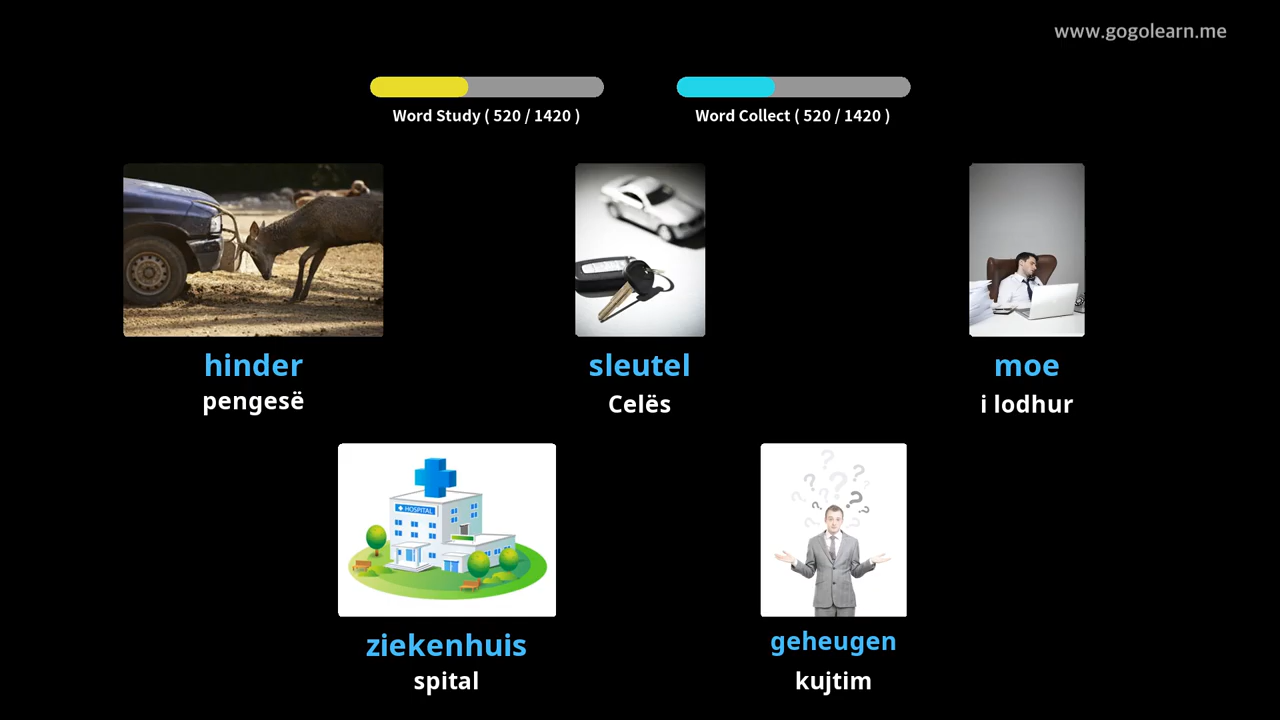 www.gogolearn.me
Word Study ( 520 / 1420 )
Word Collect ( 520 / 1420 )
hinder
pengesë
sleutel
Celës
moe
i lodhur
HOSPITAL
ziekenhuis
spital
geheugen
kujtim